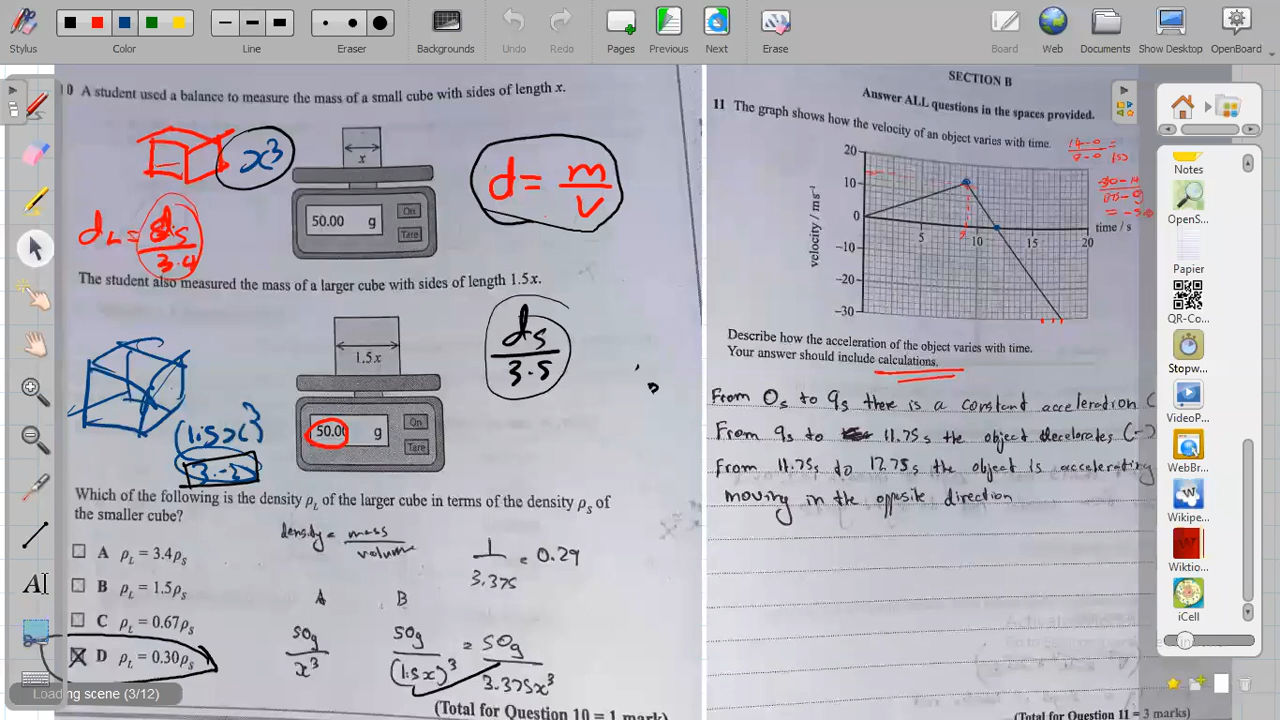 Stylus
Color
Line
Eraser
Backgrounds
Undo
Redo
Pages
Previous
Next
Erase
Board
Web
Documents
Show Desktop
OpenBoard
10 A student used a balance to measure the mass of a small cube with sides of length x.
x³
x
50.00 g
On
Tare
d = m/v
The student also measured the mass of a larger cube with sides of length 1.5x.
1.5x
50.00 g
On
Tare
ds/3.5
(1.5x)³
Which of the following is the density ρL of the larger cube in terms of the density ρs of
the smaller cube?
A ρL = 3.4ρs
B ρL = 1.5ρs
C ρL = 0.67ρs
D ρL = 0.30ρs
density = mass/volume
1/3.375 = 0.29
A
B
50g/x³
50g/(1.5x)³ = 50g/3.375x³
(Total for Question 10 = 1 mark)
Loading scene (3/12)
SECTION B
Answer ALL questions in the spaces provided.
11 The graph shows how the velocity of an object varies with time.
velocity / ms⁻¹
20
10
0
−10
−20
−30
5
10
15
20
time / s
Describe how the acceleration of the object varies with time.
Your answer should include calculations.
From 0s to 9s there is a constant acceleration (
From 9s to 11.75s the object decelerates (-)
From 11.75s to 17.75s the object is accelerating
moving in the opposite direction
(Total for Question 11 = 3 marks)
Notes
OpenS...
Papier
QR-Co...
Stopw...
VideoP...
WebBr...
Wikipe...
Wiktio...
iCell